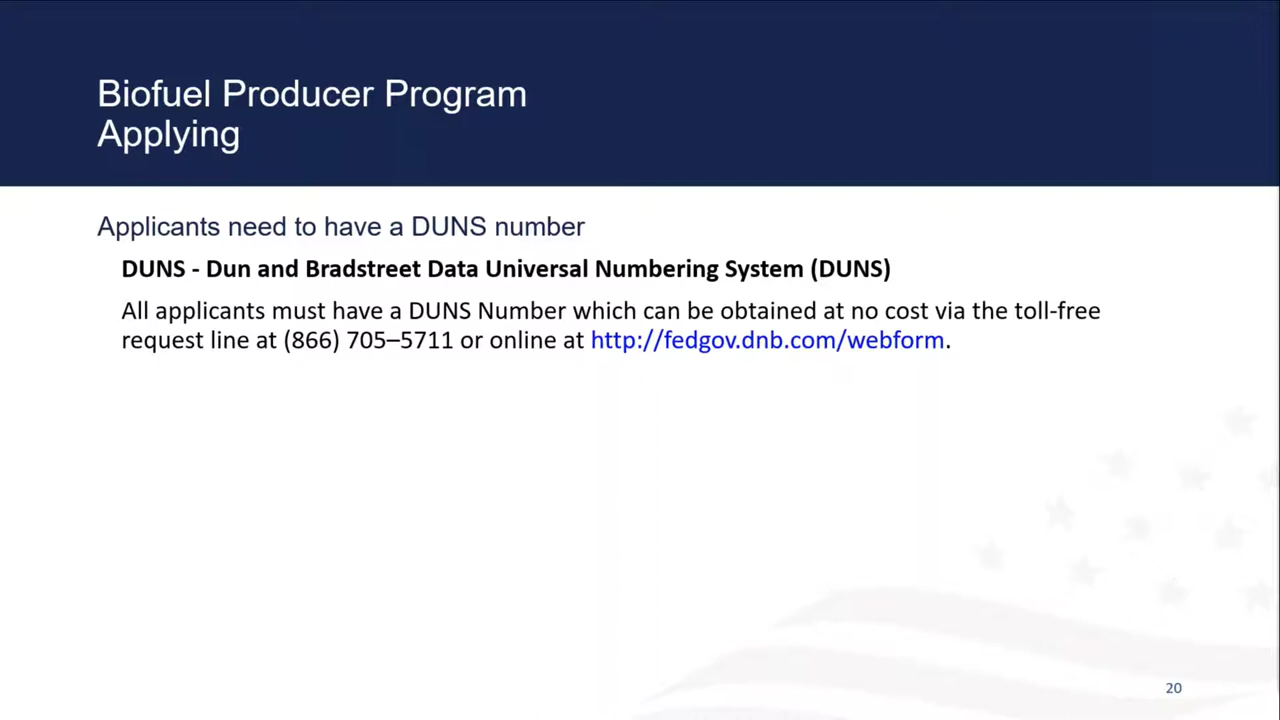 Biofuel Producer Program
Applying
Applicants need to have a DUNS number
DUNS - Dun and Bradstreet Data Universal Numbering System (DUNS)
All applicants must have a DUNS Number which can be obtained at no cost via the toll-free
request line at (866) 705–5711 or online at http://fedgov.dnb.com/webform.
20